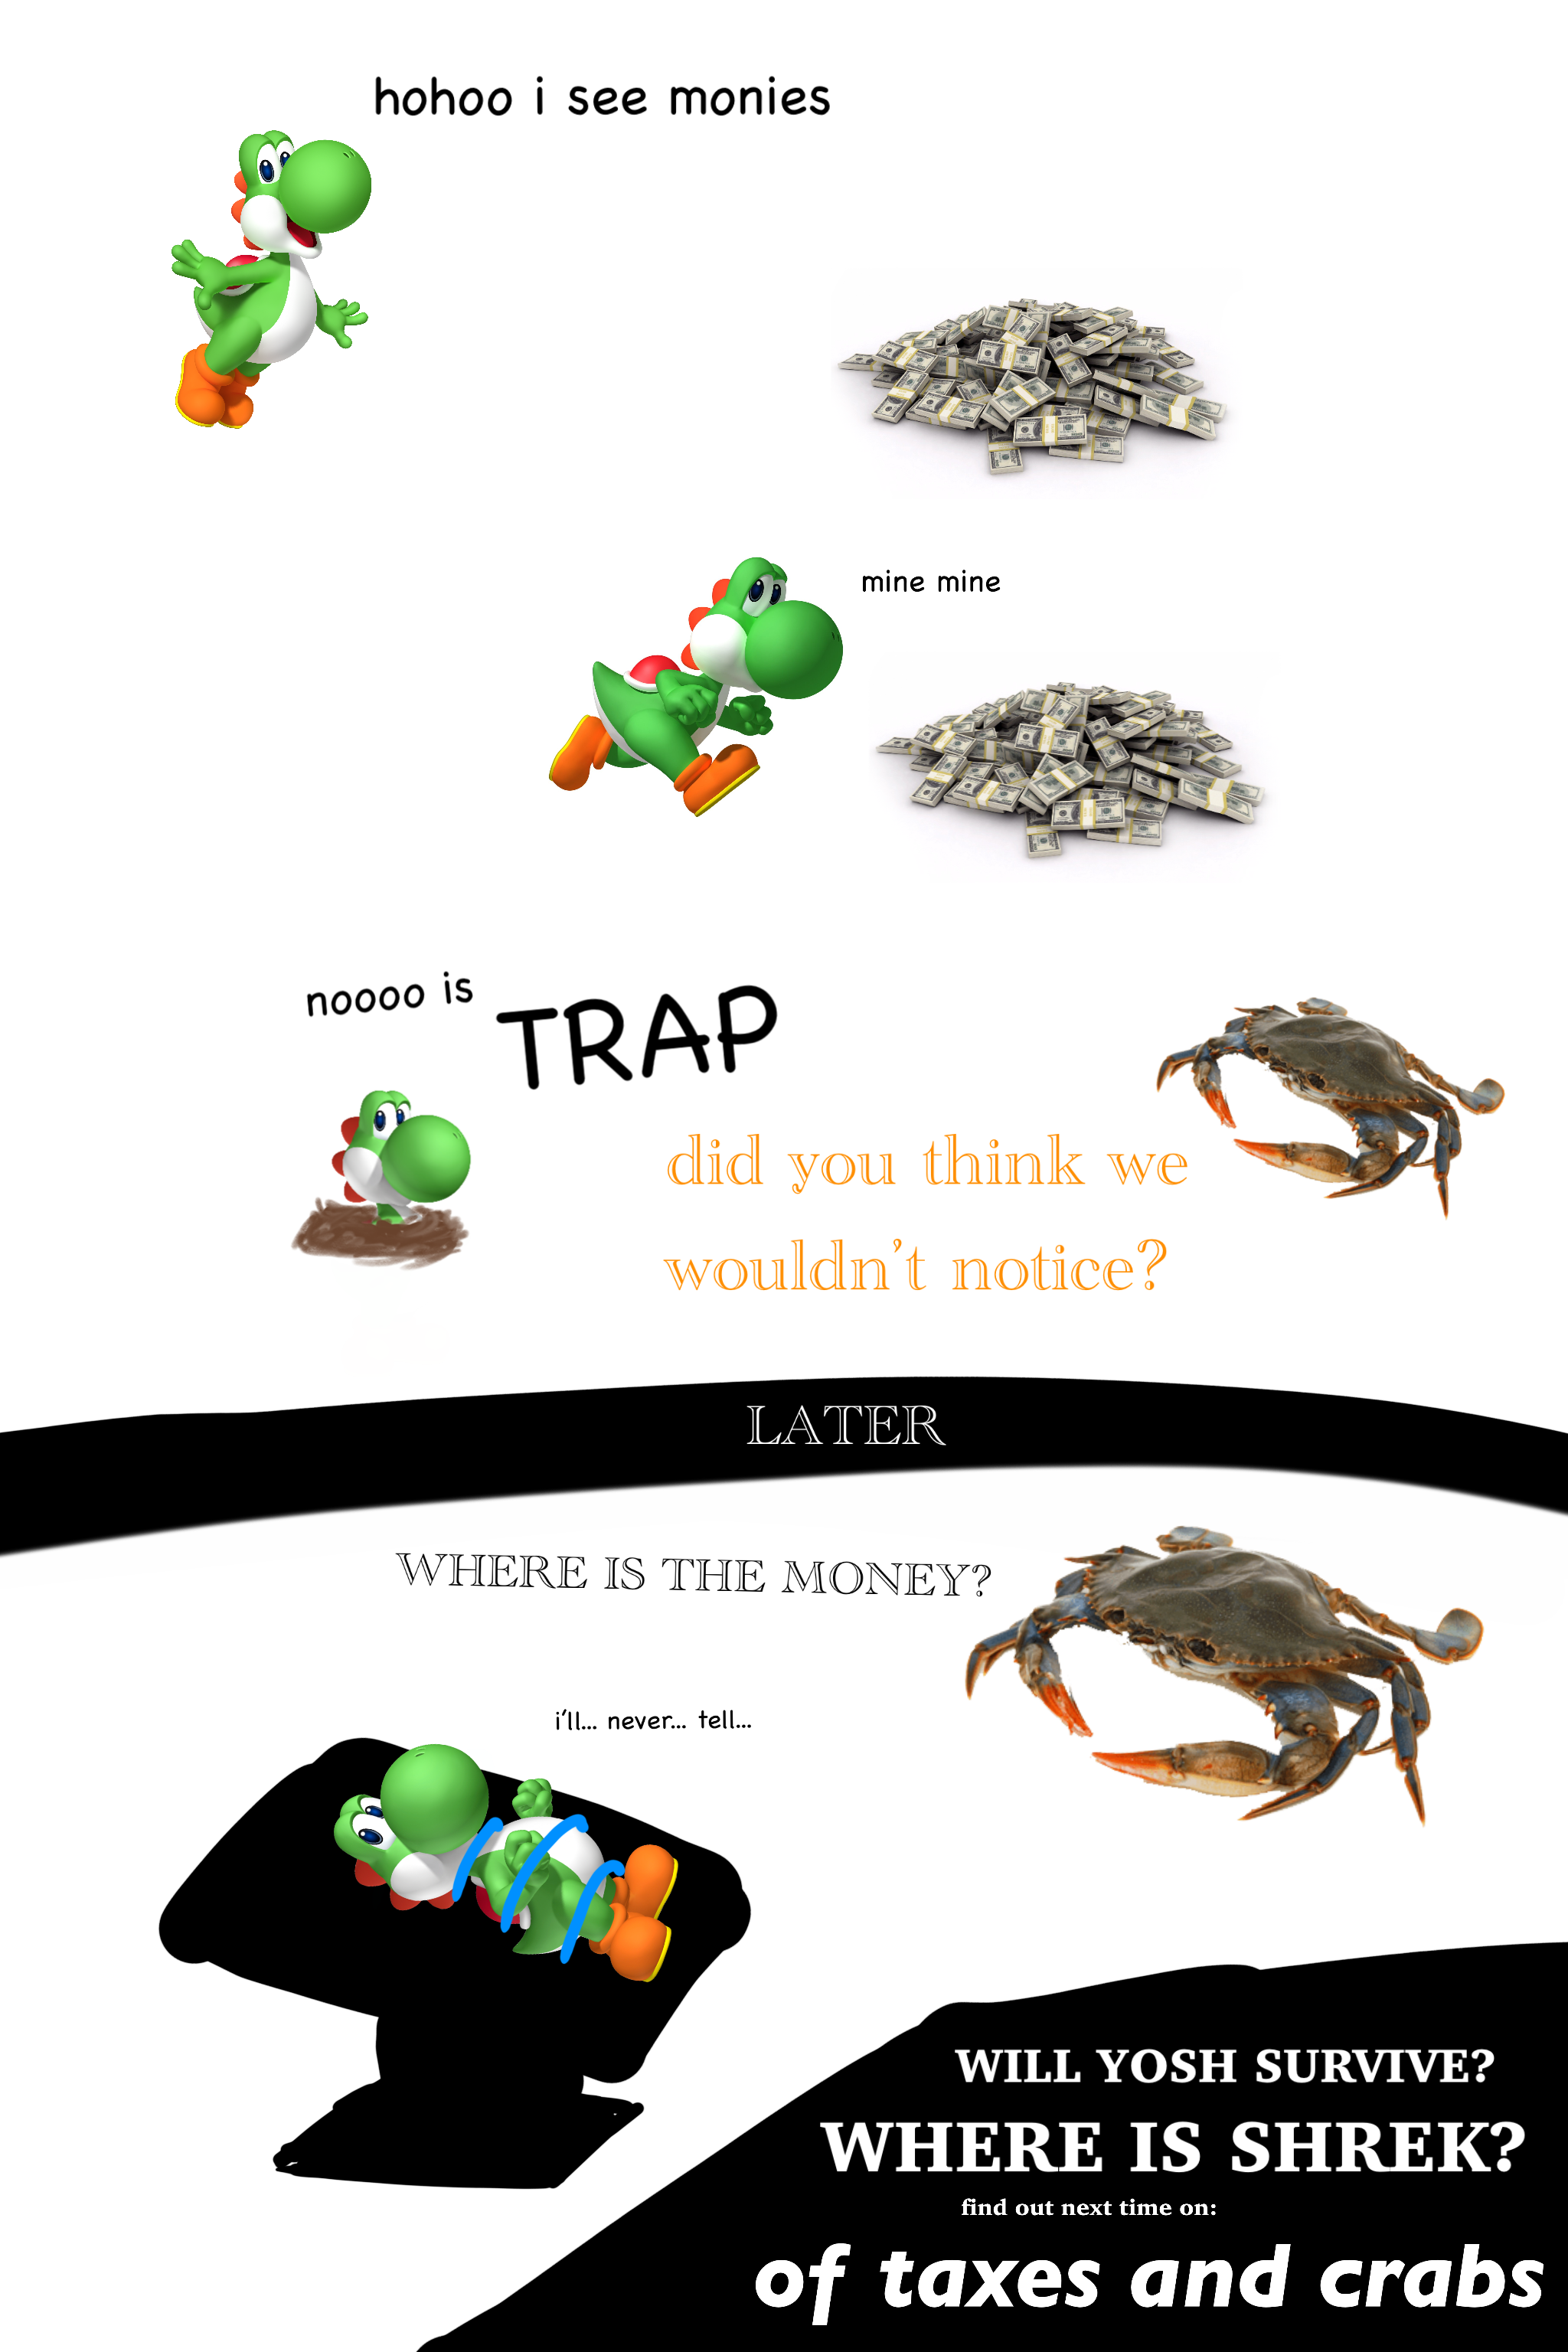 hohoo i see monies
mine mine
noooo is TRAP
did you think we
wouldn't notice?
LATER
WHERE IS THE MONEY?
i'll... never... tell...
WILL YOSH SURVIVE?
WHERE IS SHREK?
find out next time on:
of taxes and crabs